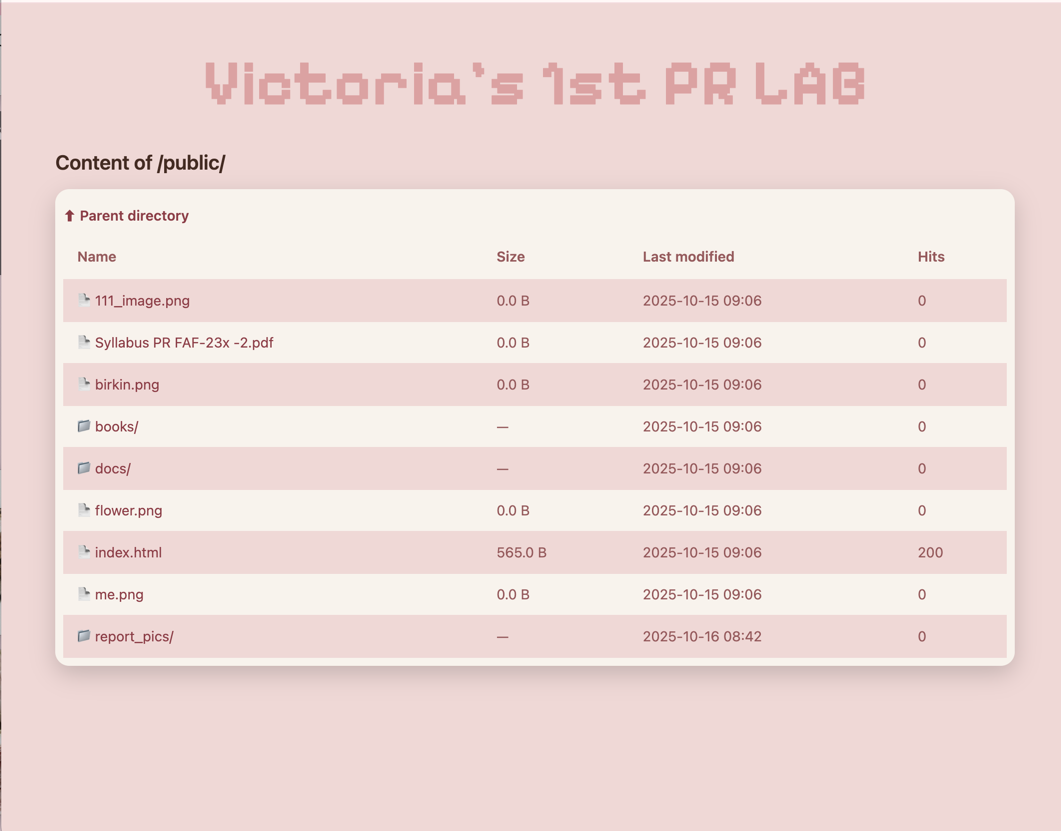 Victoria's 1st PR LAB
Content of /public/
⬆ Parent directory
Name Size Last modified Hits
111_image.png 0.0 B 2025-10-15 09:06 0
Syllabus PR FAF-23x -2.pdf 0.0 B 2025-10-15 09:06 0
birkin.png 0.0 B 2025-10-15 09:06 0
books/ — 2025-10-15 09:06 0
docs/ — 2025-10-15 09:06 0
flower.png 0.0 B 2025-10-15 09:06 0
index.html 565.0 B 2025-10-15 09:06 200
me.png 0.0 B 2025-10-15 09:06 0
report_pics/ — 2025-10-16 08:42 0